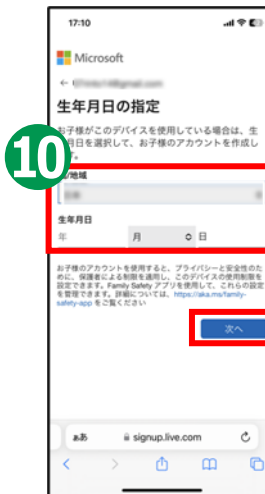 17:10
Microsoft
←
生年月日の指定
お子様がこのデバイスを使用している場合は、生
月日を選択して、お子様のアカウントを作成し
。
10
/地域
生年月日
年 月 日
お子様のアカウントを使用すると、プライバシーと安全性のた
めに、保護者による制限を適用し、このデバイスの使用制限を
設定できます。Family Safety アプリを使用して、これらの設定
を管理できます。詳細については、https://aka.ms/family-
safety-app をご覧ください
次へ
ああ signup.live.com